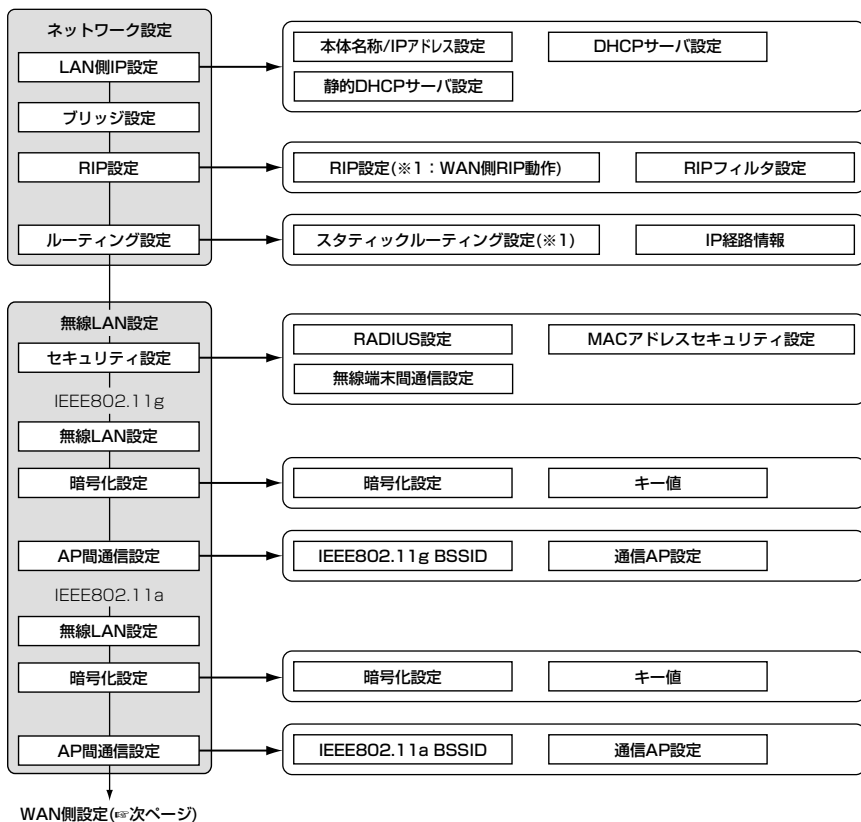 ネットワーク設定
LAN側IP設定
本体名称/IPアドレス設定
DHCPサーバ設定
静的DHCPサーバ設定
ブリッジ設定
RIP設定
RIP設定(※1:WAN側RIP動作)
RIPフィルタ設定
ルーティング設定
スタティックルーティング設定(※1)
IP経路情報
無線LAN設定
セキュリティ設定
RADIUS設定
MACアドレスセキュリティ設定
無線端末間通信設定
IEEE802.11g
無線LAN設定
暗号化設定
暗号化設定
キー値
AP間通信設定
IEEE802.11g BSSID
通信AP設定
IEEE802.11a
無線LAN設定
暗号化設定
暗号化設定
キー値
AP間通信設定
IEEE802.11a BSSID
通信AP設定
WAN側設定(☞次ページ)